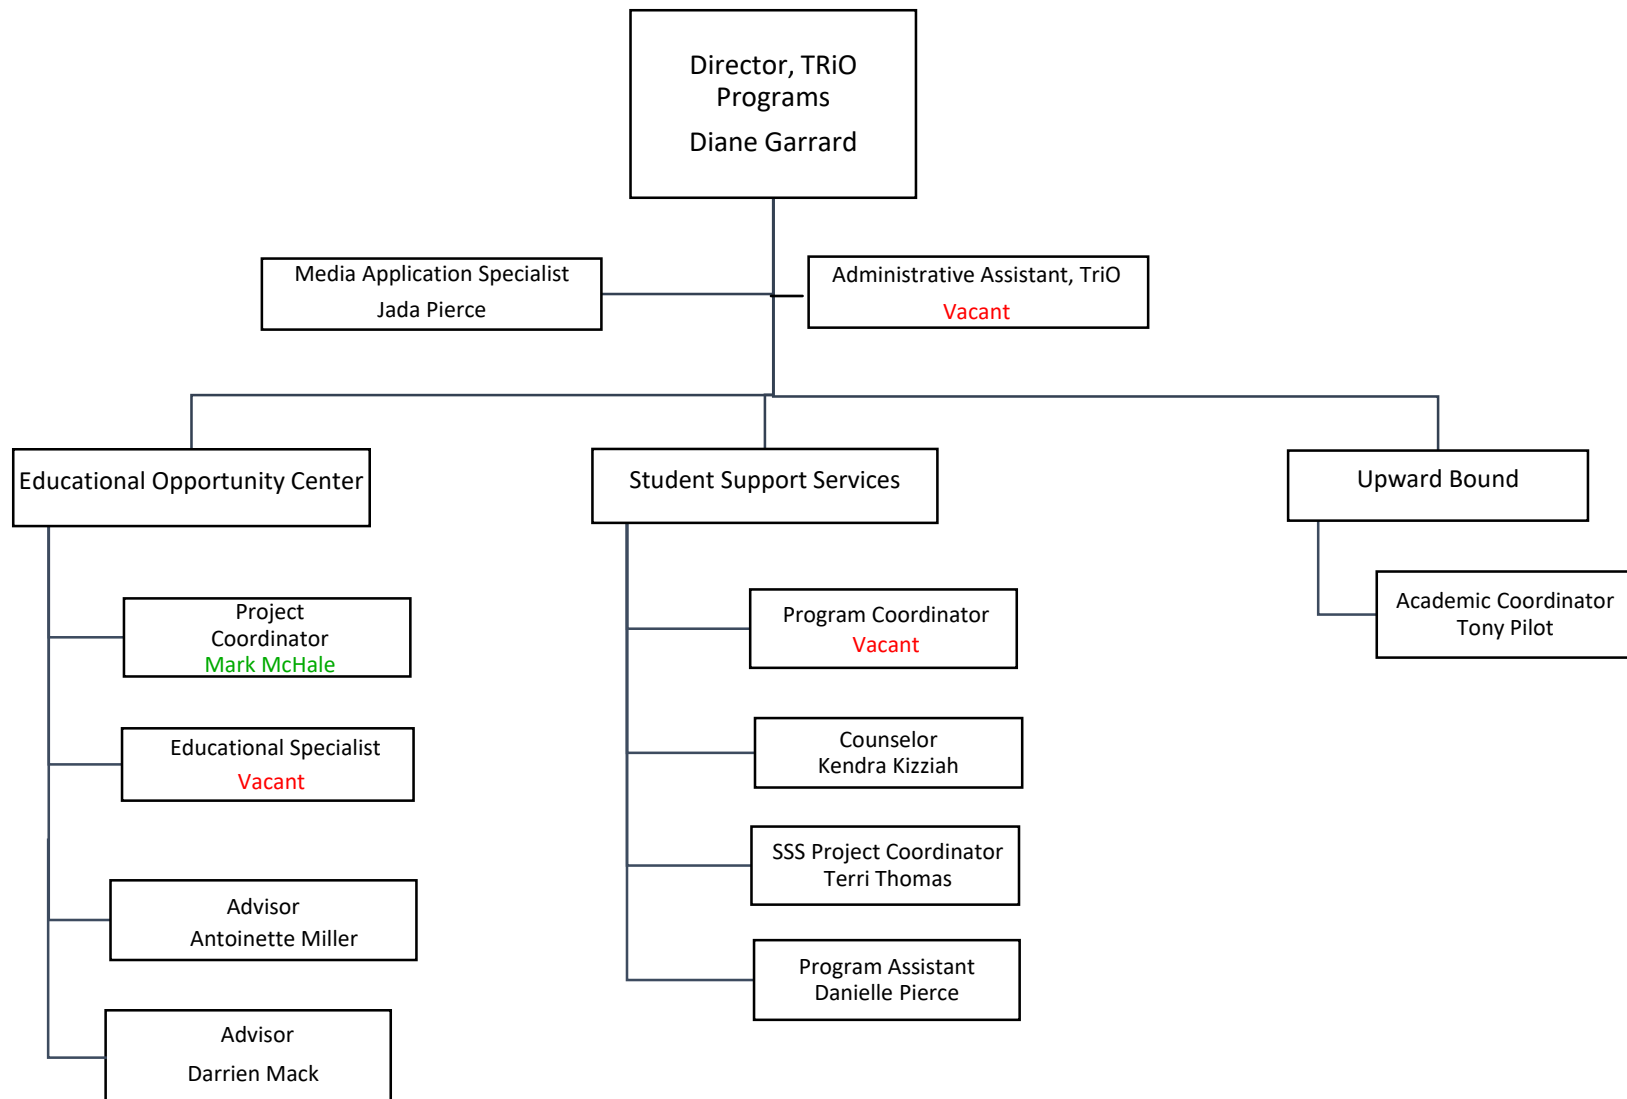 Director, TRiO
Programs
Diane Garrard
Media Application Specialist
Jada Pierce
Administrative Assistant, TriO
Vacant
Educational Opportunity Center
Project
Coordinator
Mark McHale
Educational Specialist
Vacant
Advisor
Antoinette Miller
Advisor
Darrien Mack
Student Support Services
Program Coordinator
Vacant
Counselor
Kendra Kizziah
SSS Project Coordinator
Terri Thomas
Program Assistant
Danielle Pierce
Upward Bound
Academic Coordinator
Tony Pilot